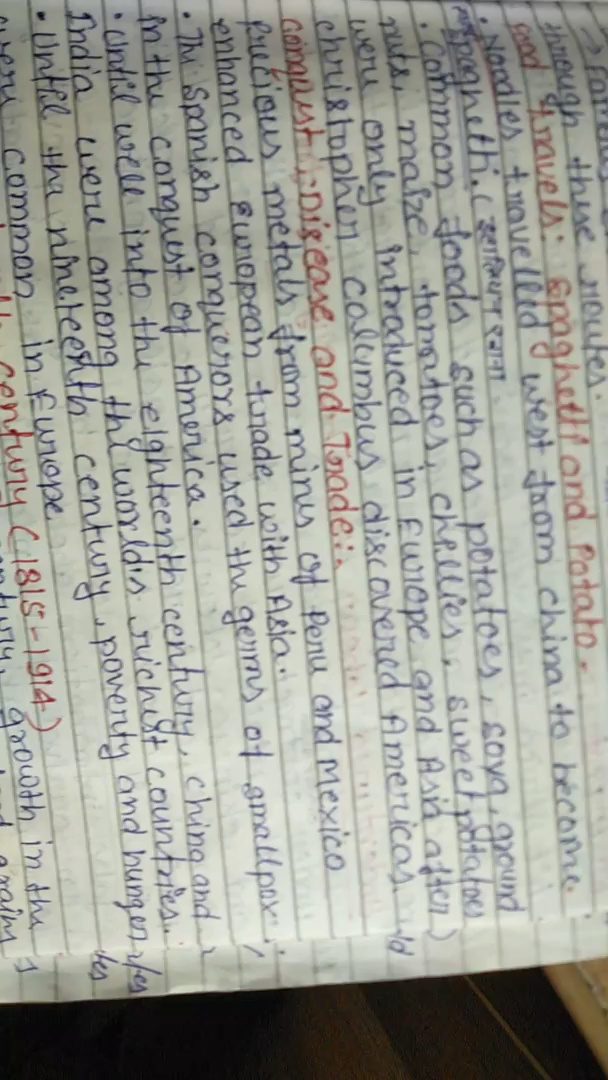 through these routes.
Food travels: Spaghetti and Potato.
• Noodles travelled west from china to become
spaghetti.
• Common foods such as potatoes, soya, ground
nuts, maize, tomatoes, chellies, sweet potatoes
were only introduced in Europe and Asia after
christopher calumbus discovered Americas.
Conquest, Disease and Trade:.
Precious metals from mines of Peru and Mexico
enhanced European trade with Asia.
• The Spanish conquerors used the germs of smallpox
in the conquest of America.
• Until well into the eighteenth century, china and
India were among the world's richest countries.
• Until the nineteenth century, poverty and hunger
were common in Europe
century (1815-1914)
growth in the